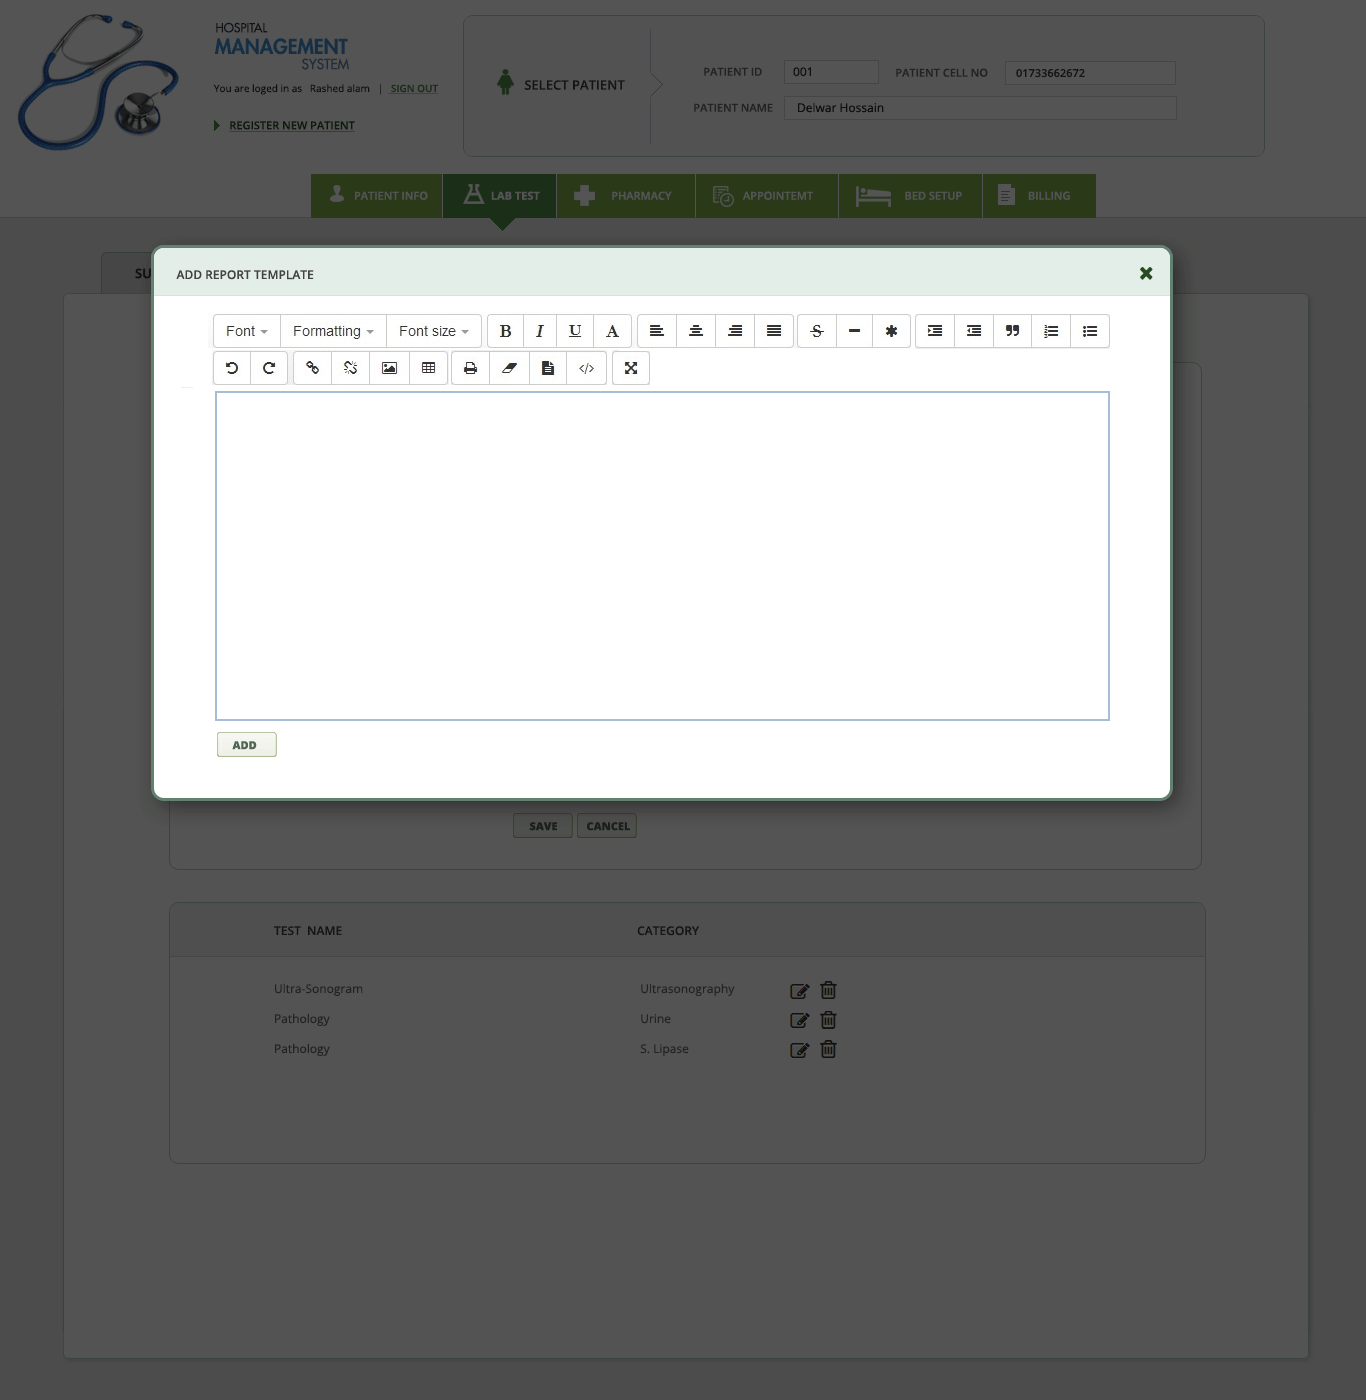 HOSPITAL
MANAGEMENT
SYSTEM
You are loged in as Rashed alam | SIGN OUT
REGISTER NEW PATIENT
SELECT PATIENT
PATIENT ID 001 PATIENT CELL NO 01733662672
PATIENT NAME Delwar Hossain
PATIENT INFO LAB TEST PHARMACY APPOINTEMT BED SETUP BILLING
SU
ADD REPORT TEMPLATE
Font Formatting Font size B I U A S
ADD
SAVE CANCEL
TEST NAME CATEGORY
Ultra-Sonogram Ultrasonography
Pathology Urine
Pathology S. Lipase